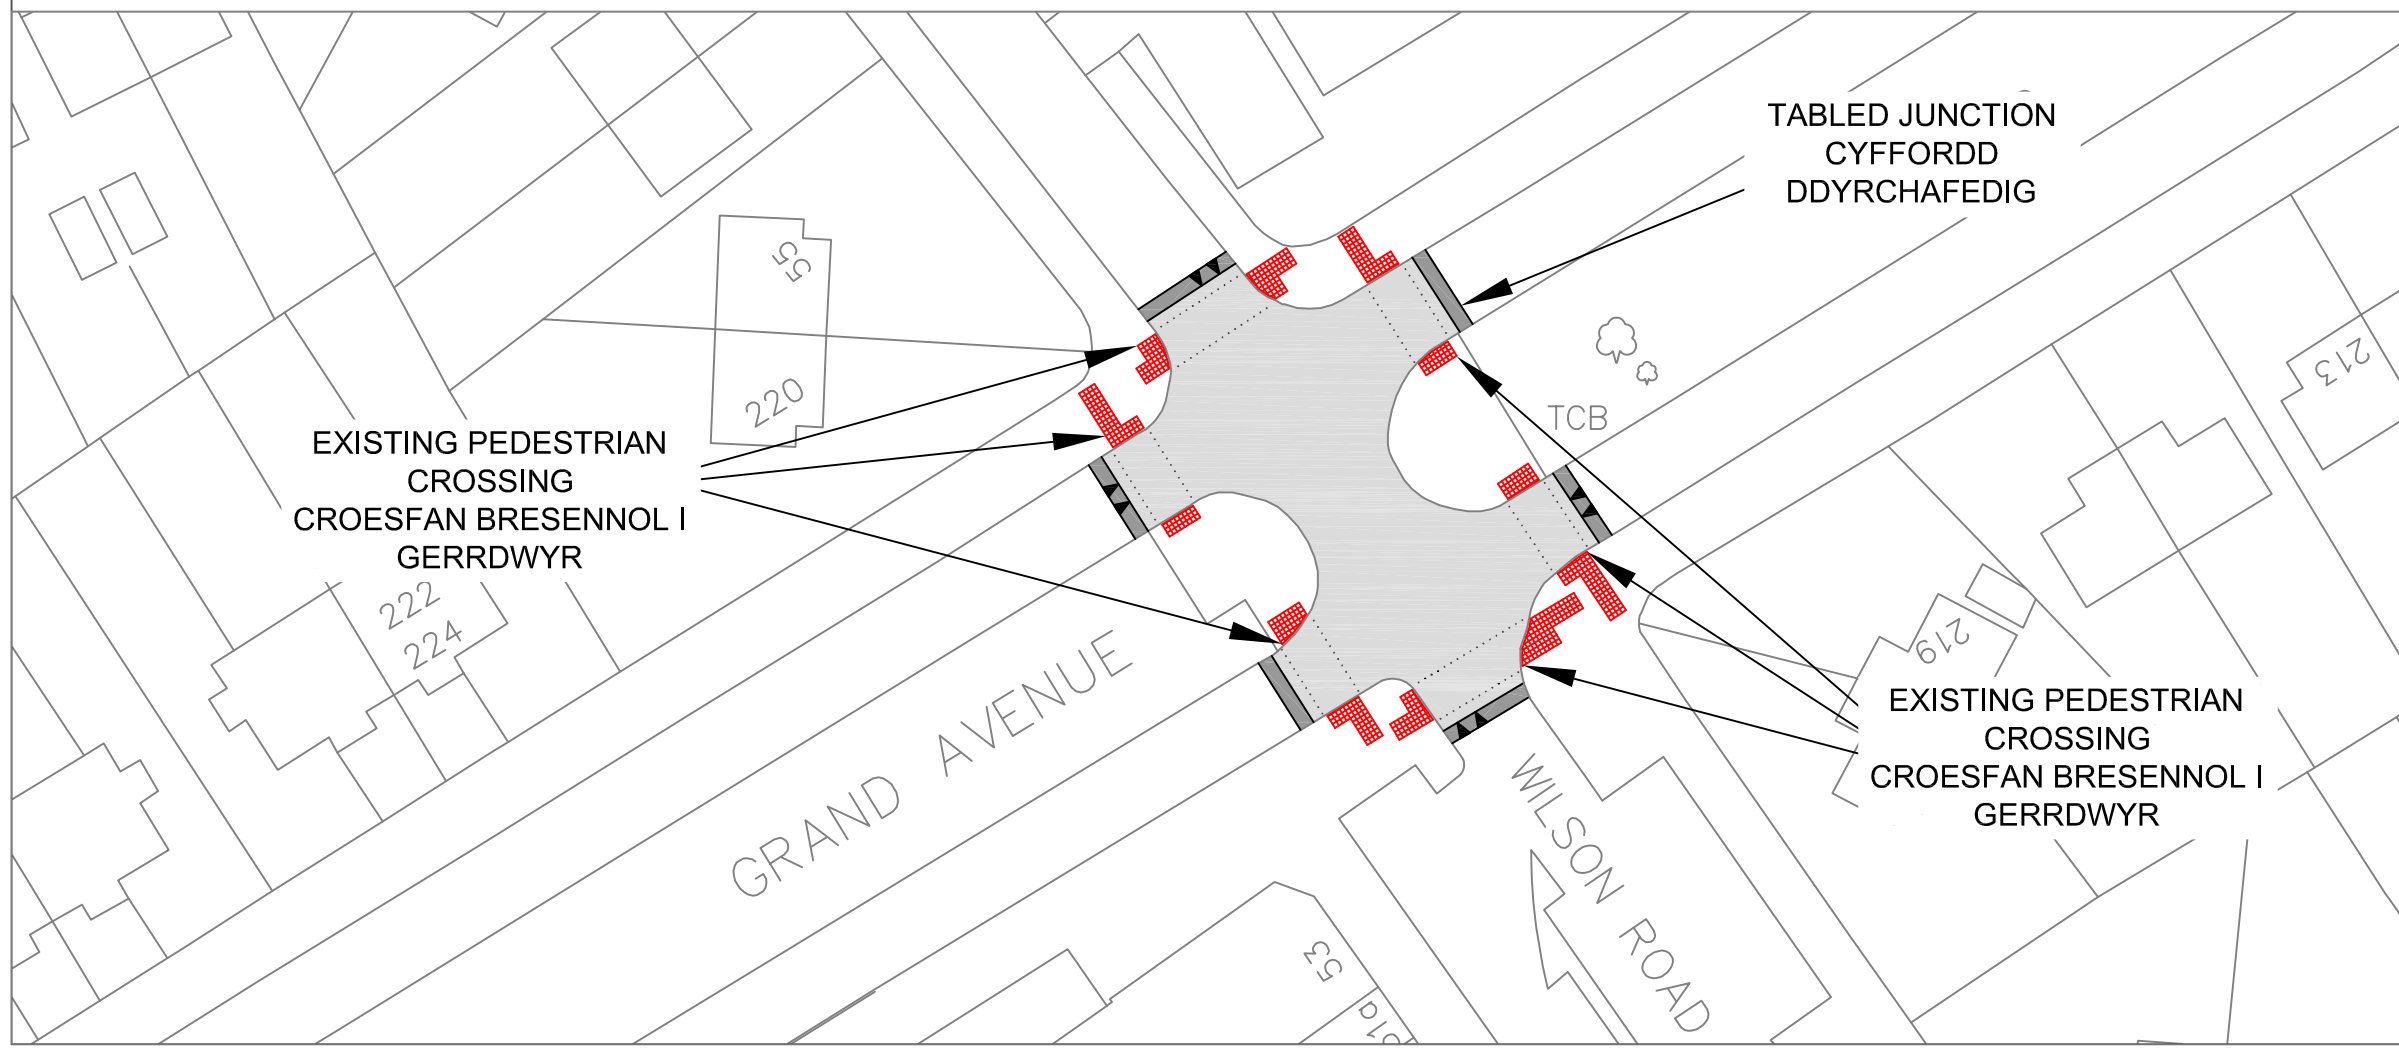 TABLED JUNCTION
CYFFORDD
DDYRCHAFEDIG
55
220
213
TCB
EXISTING PEDESTRIAN
CROSSING
CROESFAN BRESENNOL I
GERRDWYR
222
224
219
GRAND AVENUE
EXISTING PEDESTRIAN
CROSSING
CROESFAN BRESENNOL I
GERRDWYR
WILSON ROAD
53